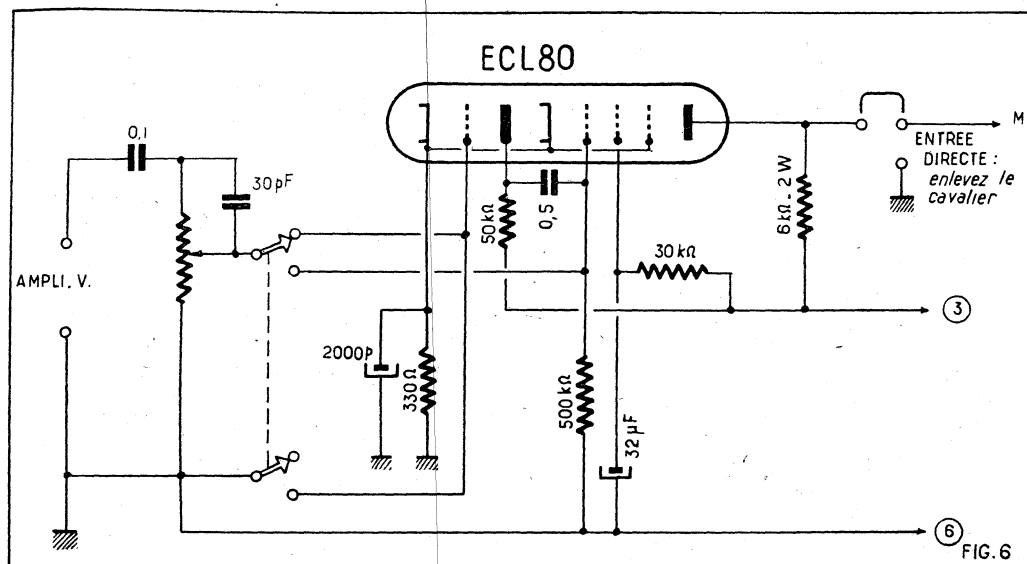 ECL80
0,1
30pF
AMPLI. V.
2000P
330Ω
50kΩ
0,5
500kΩ
32µF
30kΩ
6kΩ-2W
M
ENTREE
DIRECTE :
enlevez le
cavalier
3
6
FIG.6